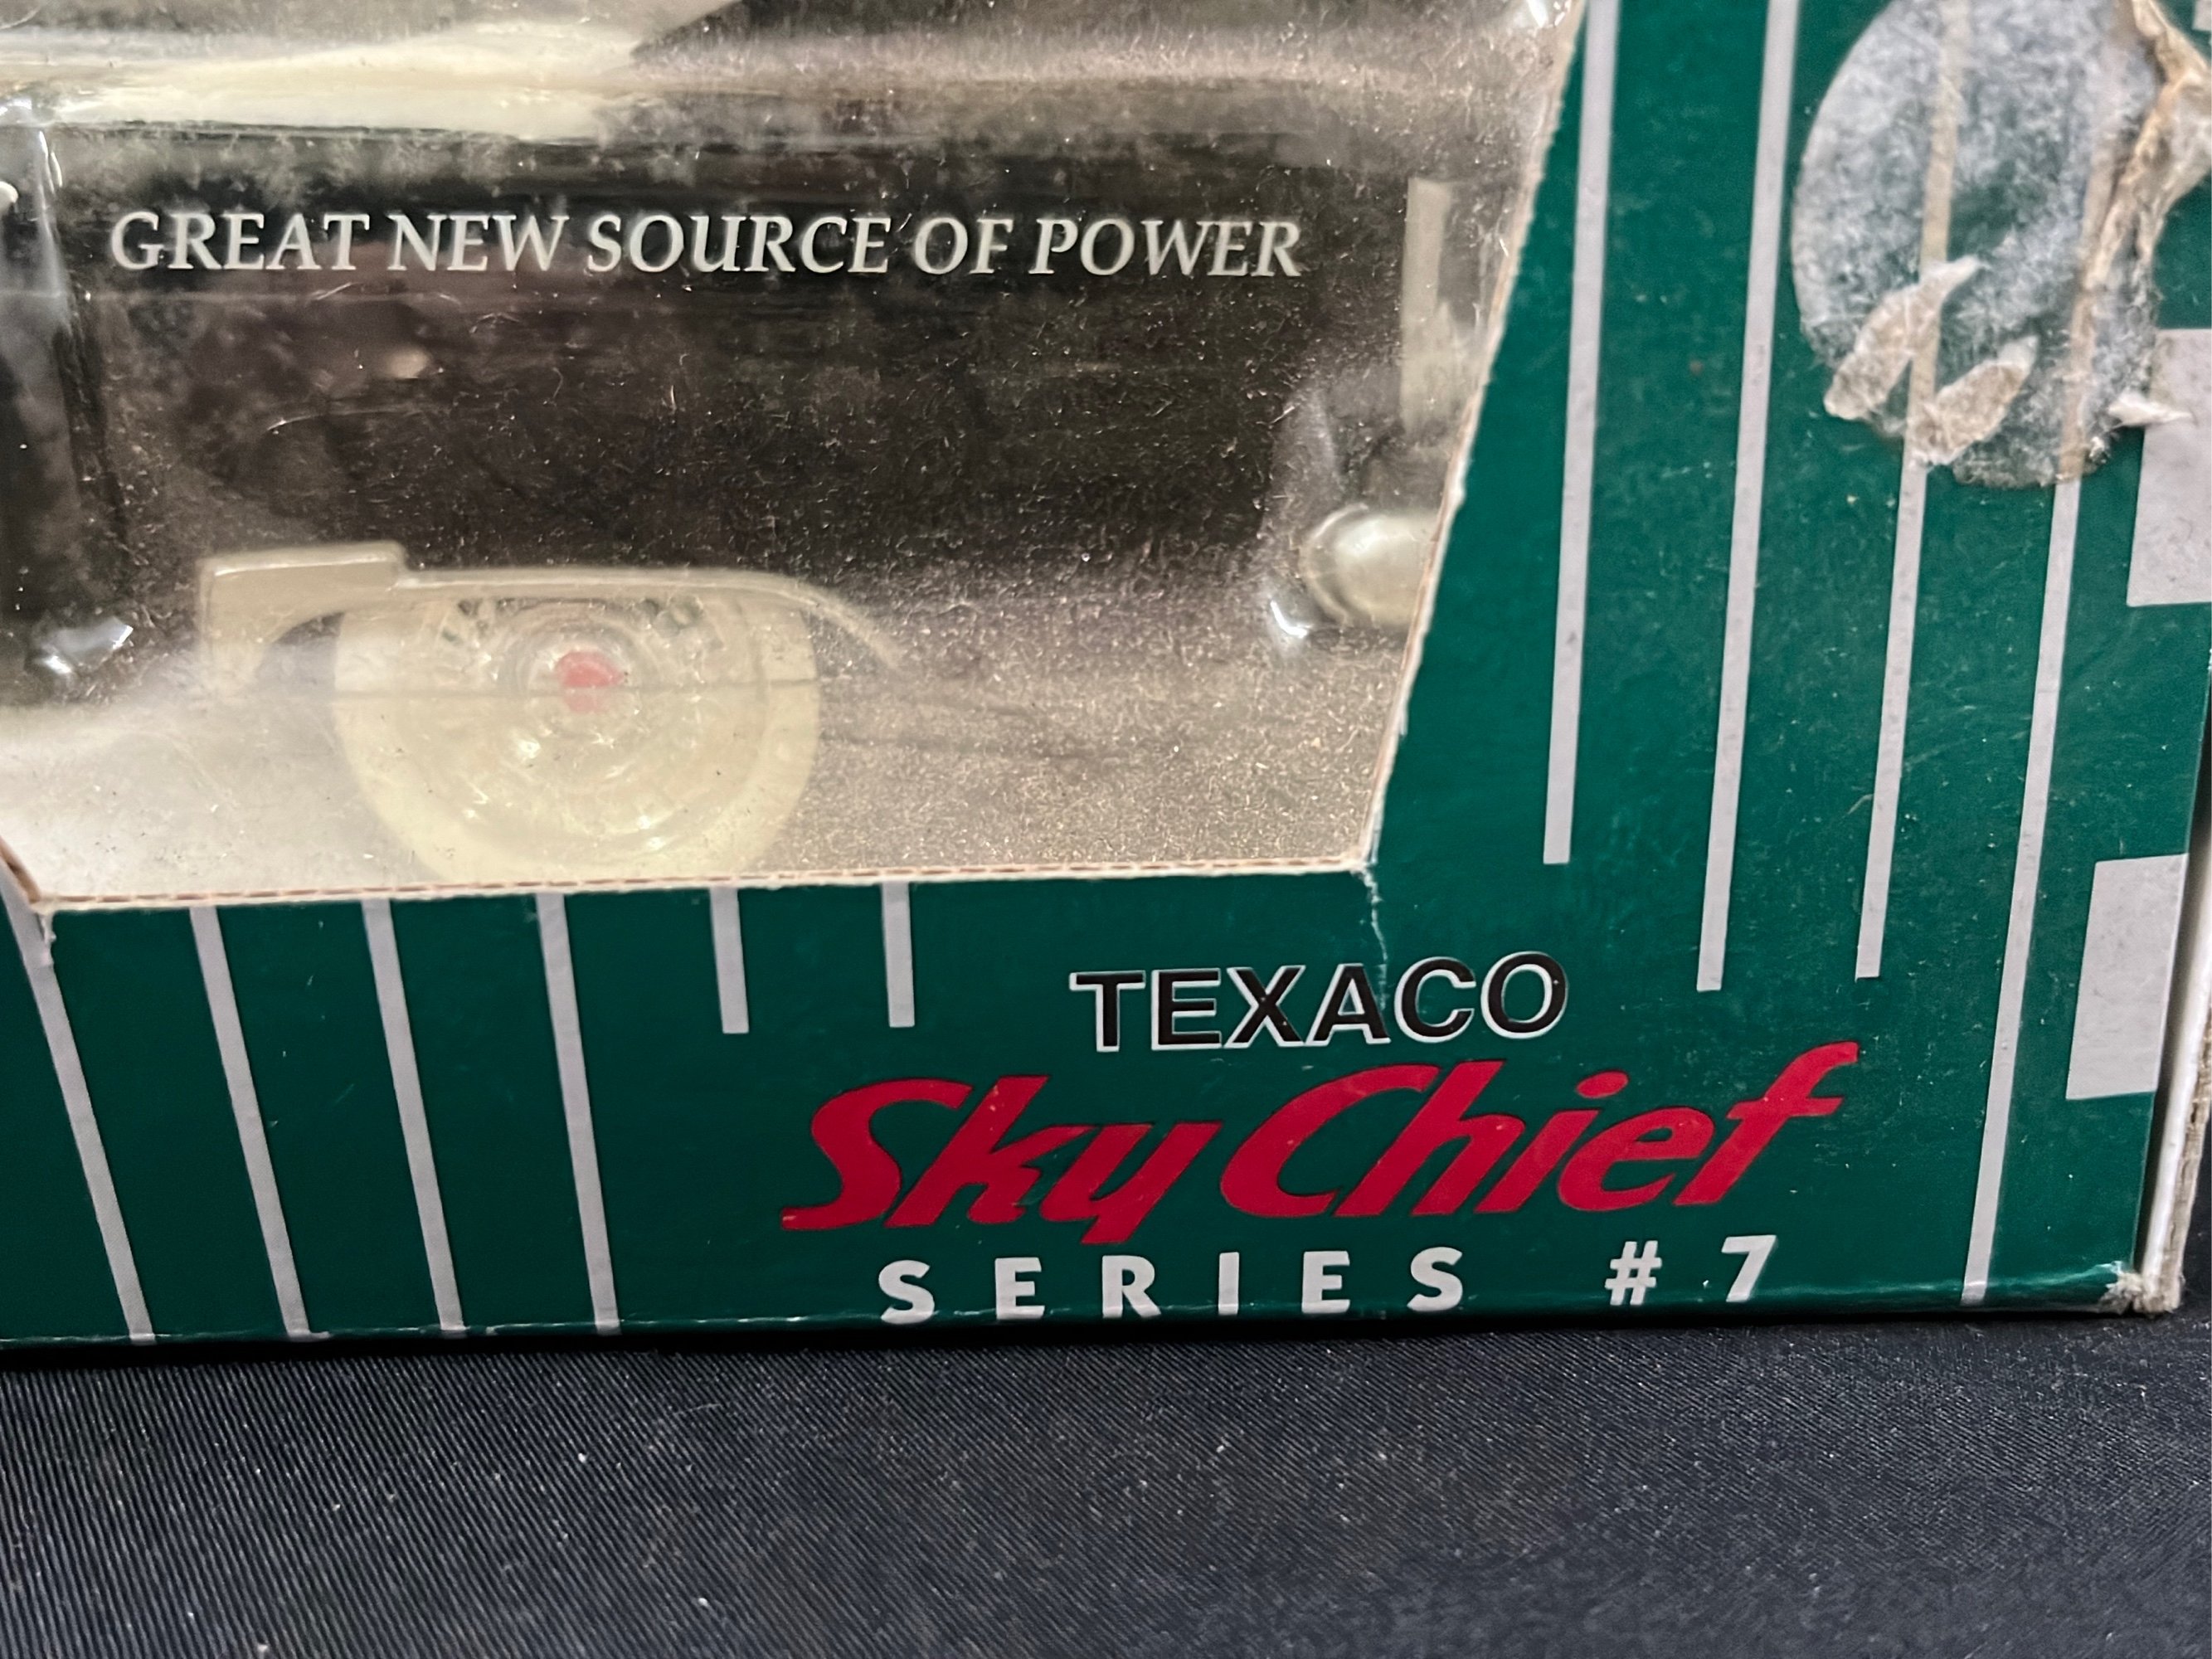 GREAT NEW SOURCE OF POWER
TEXACO
Sky Chief
SERIES #7